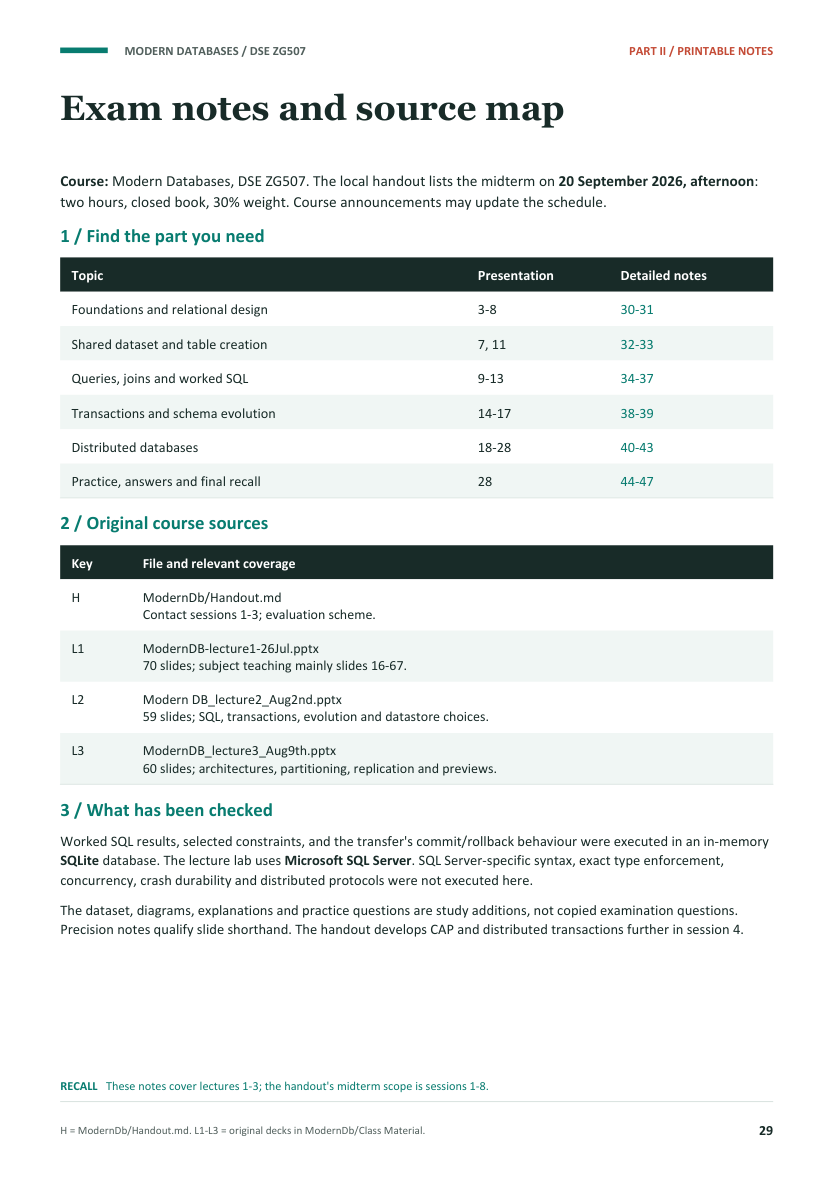 MODERN DATABASES / DSE ZG507
PART II / PRINTABLE NOTES
Exam notes and source map
Course: Modern Databases, DSE ZG507. The local handout lists the midterm on 20 September 2026, afternoon:
two hours, closed book, 30% weight. Course announcements may update the schedule.
1 / Find the part you need
Topic Presentation Detailed notes
Foundations and relational design 3-8 30-31
Shared dataset and table creation 7, 11 32-33
Queries, joins and worked SQL 9-13 34-37
Transactions and schema evolution 14-17 38-39
Distributed databases 18-28 40-43
Practice, answers and final recall 28 44-47
2 / Original course sources
Key File and relevant coverage
H ModernDb/Handout.md
Contact sessions 1-3; evaluation scheme.
L1 ModernDB-lecture1-26Jul.pptx
70 slides; subject teaching mainly slides 16-67.
L2 Modern DB_lecture2_Aug2nd.pptx
59 slides; SQL, transactions, evolution and datastore choices.
L3 ModernDB_lecture3_Aug9th.pptx
60 slides; architectures, partitioning, replication and previews.
3 / What has been checked
Worked SQL results, selected constraints, and the transfer's commit/rollback behaviour were executed in an in-memory
SQLite database. The lecture lab uses Microsoft SQL Server. SQL Server-specific syntax, exact type enforcement,
concurrency, crash durability and distributed protocols were not executed here.
The dataset, diagrams, explanations and practice questions are study additions, not copied examination questions.
Precision notes qualify slide shorthand. The handout develops CAP and distributed transactions further in session 4.
RECALL These notes cover lectures 1-3; the handout's midterm scope is sessions 1-8.
H = ModernDb/Handout.md. L1-L3 = original decks in ModernDb/Class Material.
29